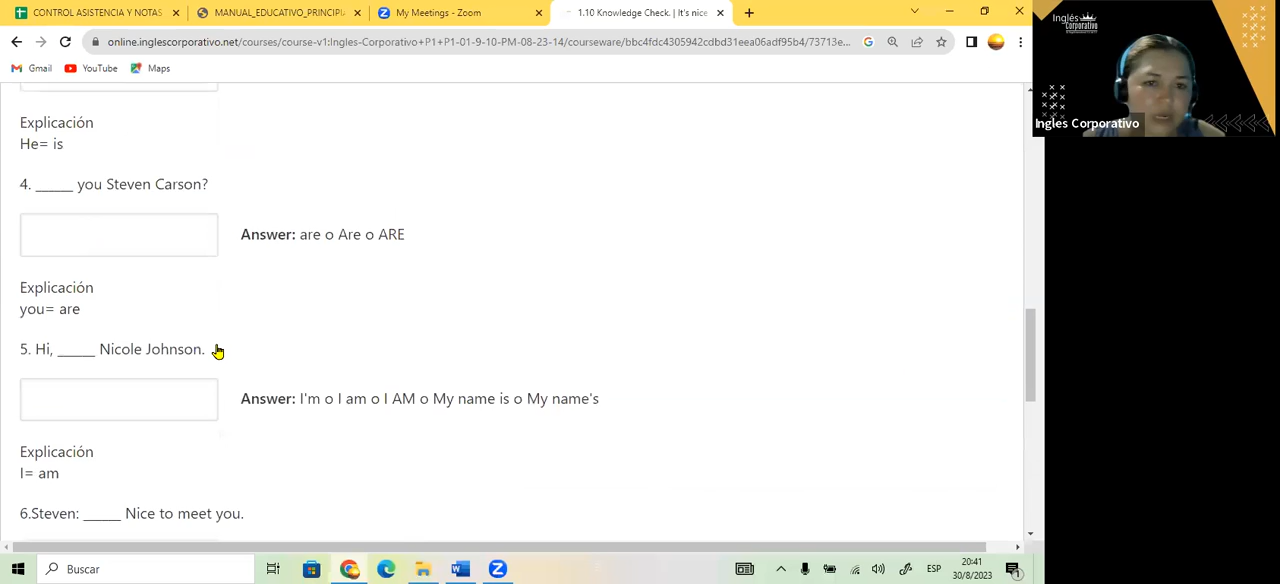 CONTROL ASISTENCIA Y NOTAS
MANUAL_EDUCATIVO_PRINCIPI
My Meetings - Zoom
1.10 Knowledge Check. | It's nice
online.inglescorporativo.net/courses/course-v1:Ingles-Corporativo+P1+P1-01-9-10-PM-08-23-14/courseware/bbc4fdc4305942cdbd31eea06adf95b4/73713e...
Gmail
YouTube
Maps
Inglés
Corporativo
Ingles Corporativo
Explicación
He= is
4. _____ you Steven Carson?
Answer: are o Are o ARE
Explicación
you= are
5. Hi, _____ Nicole Johnson.
Answer: I'm o I am o I AM o My name is o My name's
Explicación
I= am
6.Steven: _____ Nice to meet you.
Buscar
ESP
20:41
30/8/2023